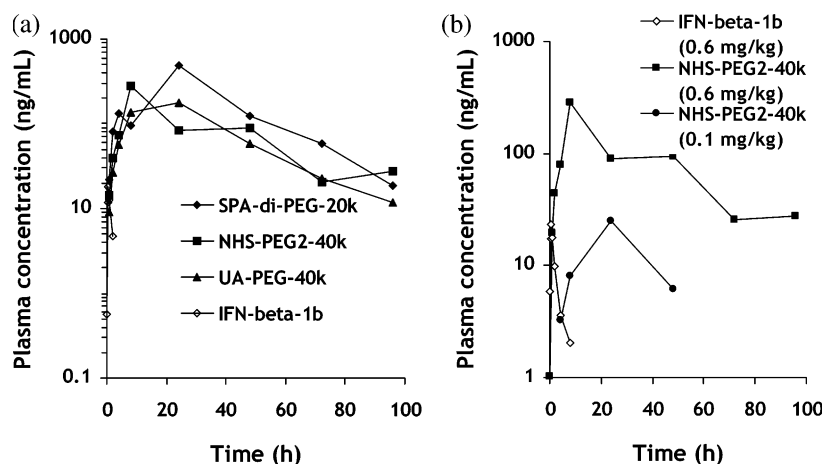 (a)
1000
10
0.1
Plasma concentration (ng/mL)
SPA-di-PEG-20k
NHS-PEG2-40k
UA-PEG-40k
IFN-beta-1b
0 20 40 60 80 100
Time (h)
(b)
IFN-beta-1b
(0.6 mg/kg)
NHS-PEG2-40k
(0.6 mg/kg)
NHS-PEG2-40k
(0.1 mg/kg)
1000
100
10
1
Plasma concentration (ng/mL)
0 20 40 60 80 100
Time (h)